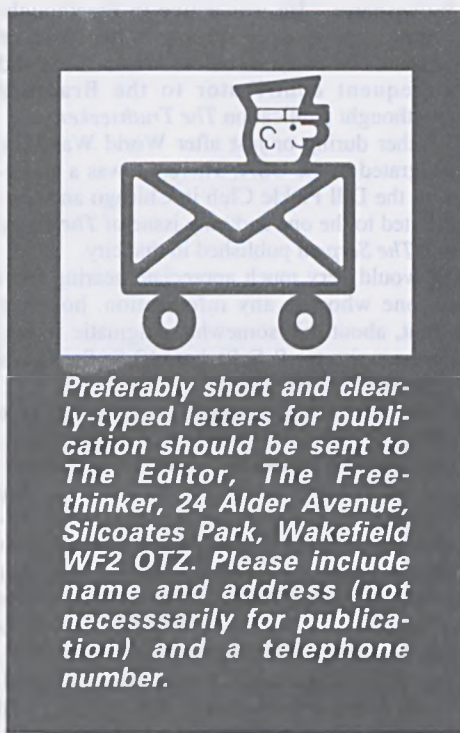 Preferably short and clear-
ly-typed letters for publi-
cation should be sent to
The Editor, The Free-
thinker, 24 Alder Avenue,
Silcoates Park, Wakefield
WF2 OTZ. Please include
name and address (not
necesssarily for publica-
tion) and a telephone
number.